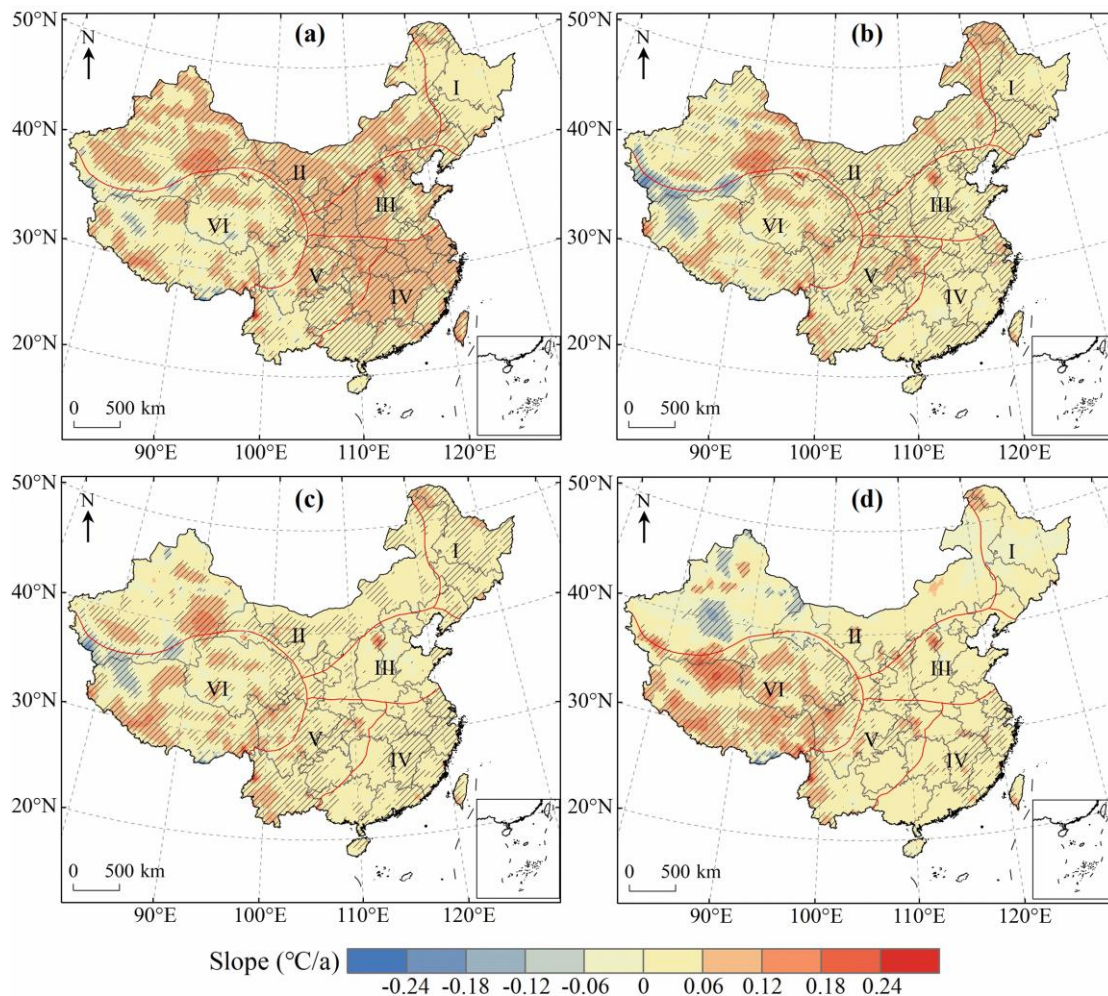 50°N (a) 50°N (b)
N N
I I
40°N 40°N
II II
III III
VI VI
30°N 30°N
V V
IV IV
20°N 20°N
0 500 km 0 500 km
90°E 100°E 110°E 120°E 90°E 100°E 110°E 120°E
50°N (c) 50°N (d)
N N
I I
40°N 40°N
II II
III III
VI VI
30°N 30°N
V V
IV IV
20°N 20°N
0 500 km 0 500 km
90°E 100°E 110°E 120°E 90°E 100°E 110°E 120°E
Slope (°C/a)
-0.24 -0.18 -0.12 -0.06 0 0.06 0.12 0.18 0.24